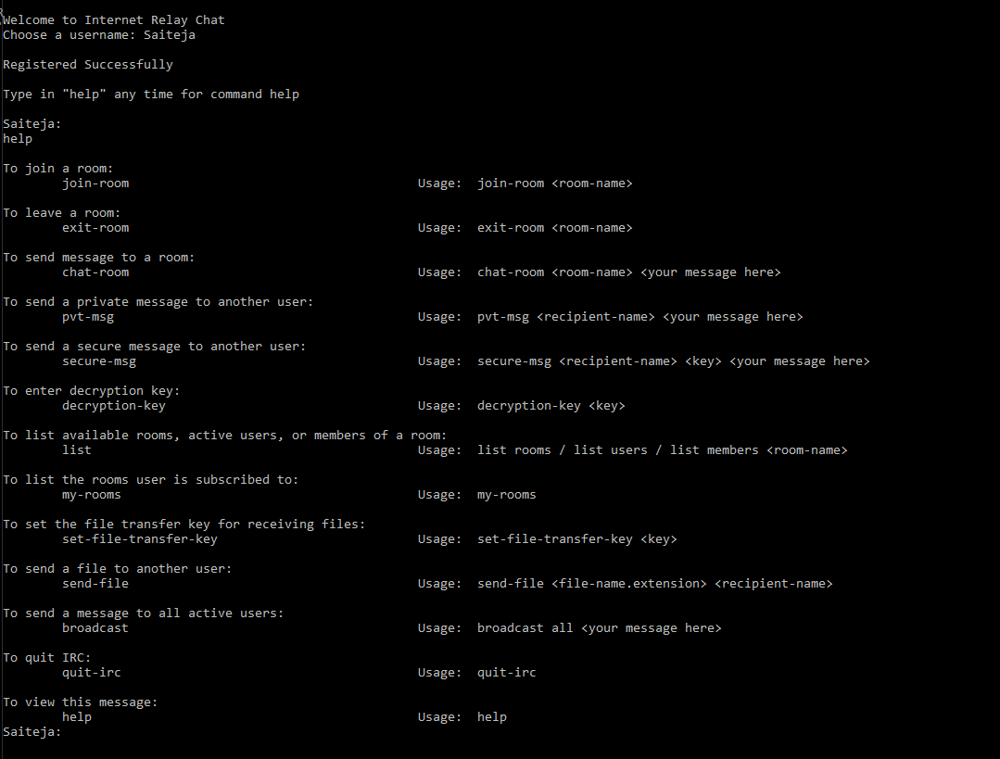 Welcome to Internet Relay Chat
Choose a username: Saiteja
Registered Successfully
Type in "help" any time for command help
Saiteja:
help
To join a room:
join-room Usage: join-room <room-name>
To leave a room:
exit-room Usage: exit-room <room-name>
To send message to a room:
chat-room Usage: chat-room <room-name> <your message here>
To send a private message to another user:
pvt-msg Usage: pvt-msg <recipient-name> <your message here>
To send a secure message to another user:
secure-msg Usage: secure-msg <recipient-name> <key> <your message here>
To enter decryption key:
decryption-key Usage: decryption-key <key>
To list available rooms, active users, or members of a room:
list Usage: list rooms / list users / list members <room-name>
To list the rooms user is subscribed to:
my-rooms Usage: my-rooms
To set the file transfer key for receiving files:
set-file-transfer-key Usage: set-file-transfer-key <key>
To send a file to another user:
send-file Usage: send-file <file-name.extension> <recipient-name>
To send a message to all active users:
broadcast Usage: broadcast all <your message here>
To quit IRC:
quit-irc Usage: quit-irc
To view this message:
help Usage: help
Saiteja: